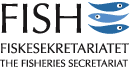 FISH
FISKESEKRETARIATET
THE FISHERIES SECRETARIAT